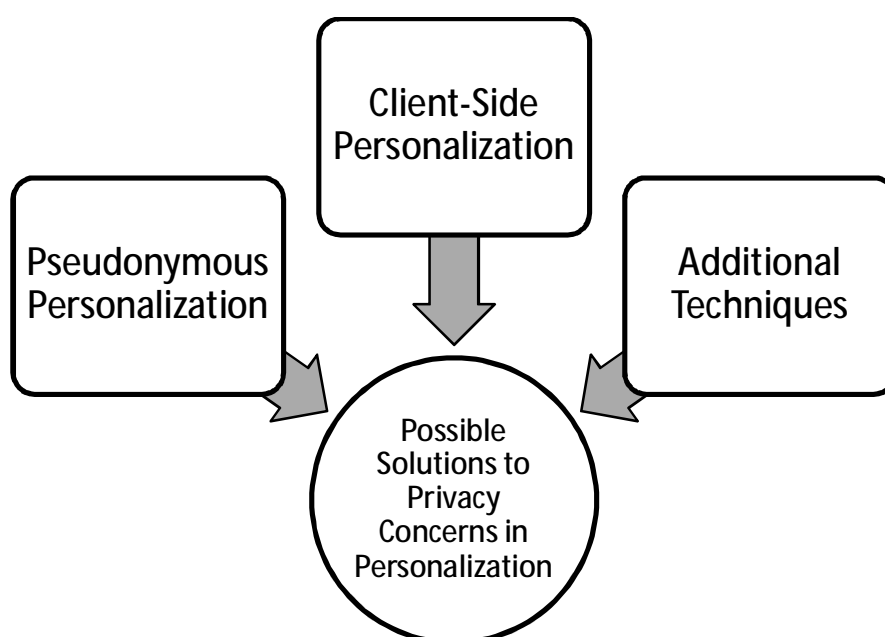 Client-Side
Personalization
Pseudonymous
Personalization
Additional
Techniques
Possible
Solutions to
Privacy
Concerns in
Personalization